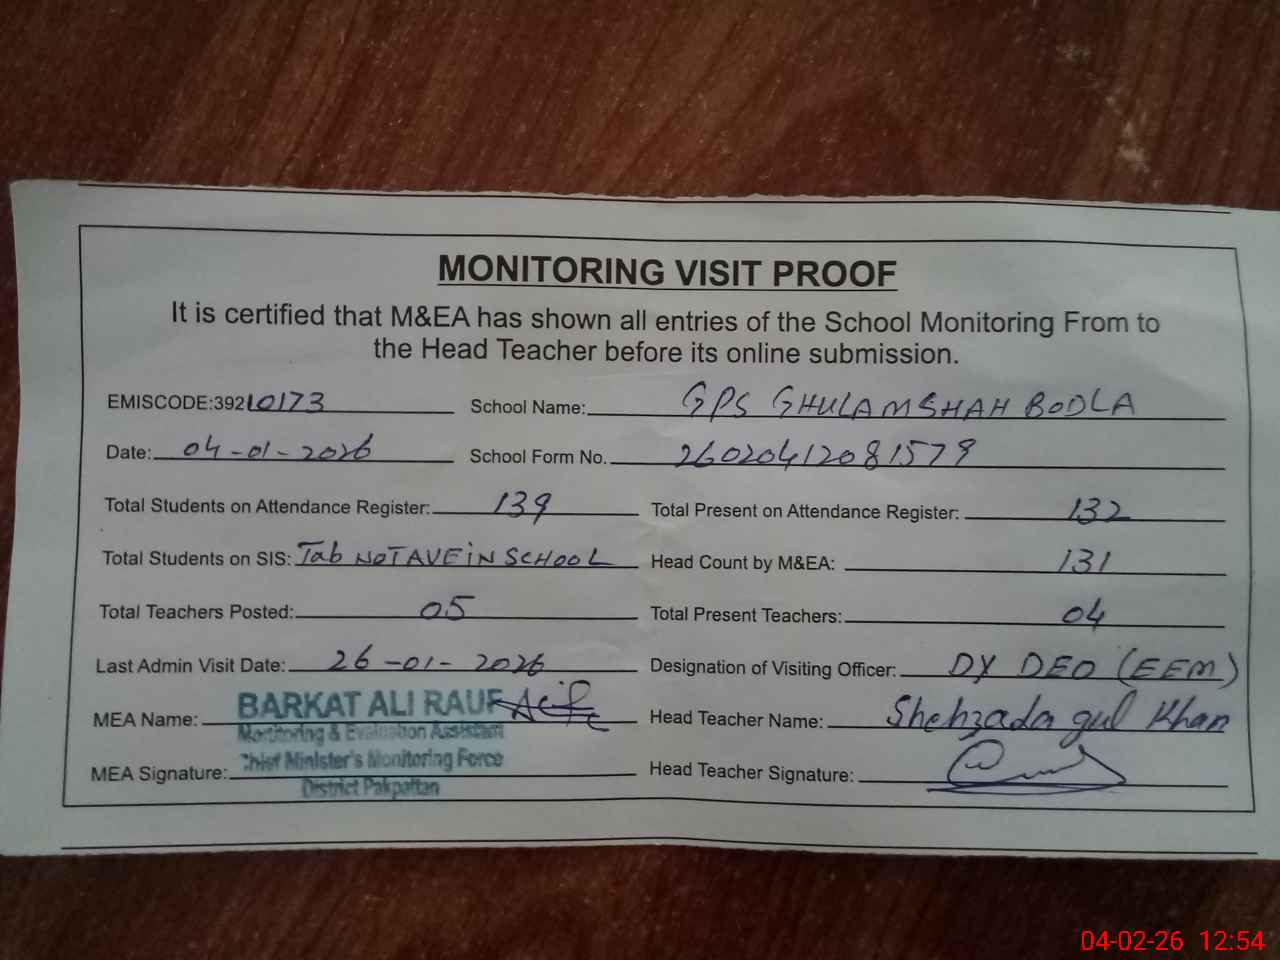 MONITORING VISIT PROOF
It is certified that M&EA has shown all entries of the School Monitoring From to
the Head Teacher before its online submission.
EMISCODE:39210173 School Name: GPS GHULAM SHAH BODLA
Date: 04-01-2026 School Form No. 26020412081579
Total Students on Attendance Register: 139 Total Present on Attendance Register: 132
Total Students on SIS: Tab NOT AVE iN SCHOOL Head Count by M&EA: 131
Total Teachers Posted: 05 Total Present Teachers: 04
Last Admin Visit Date: 26-01-2026 Designation of Visiting Officer: DY DEO (EEM)
MEA Name: BARKAT ALI RAUF Head Teacher Name: Shehzada gul Khan
Monitoring & Evaluation Assistant
MEA Signature: Chief Minister's Monitoring Force Head Teacher Signature:
District Pakpattan
04-02-26 12:54